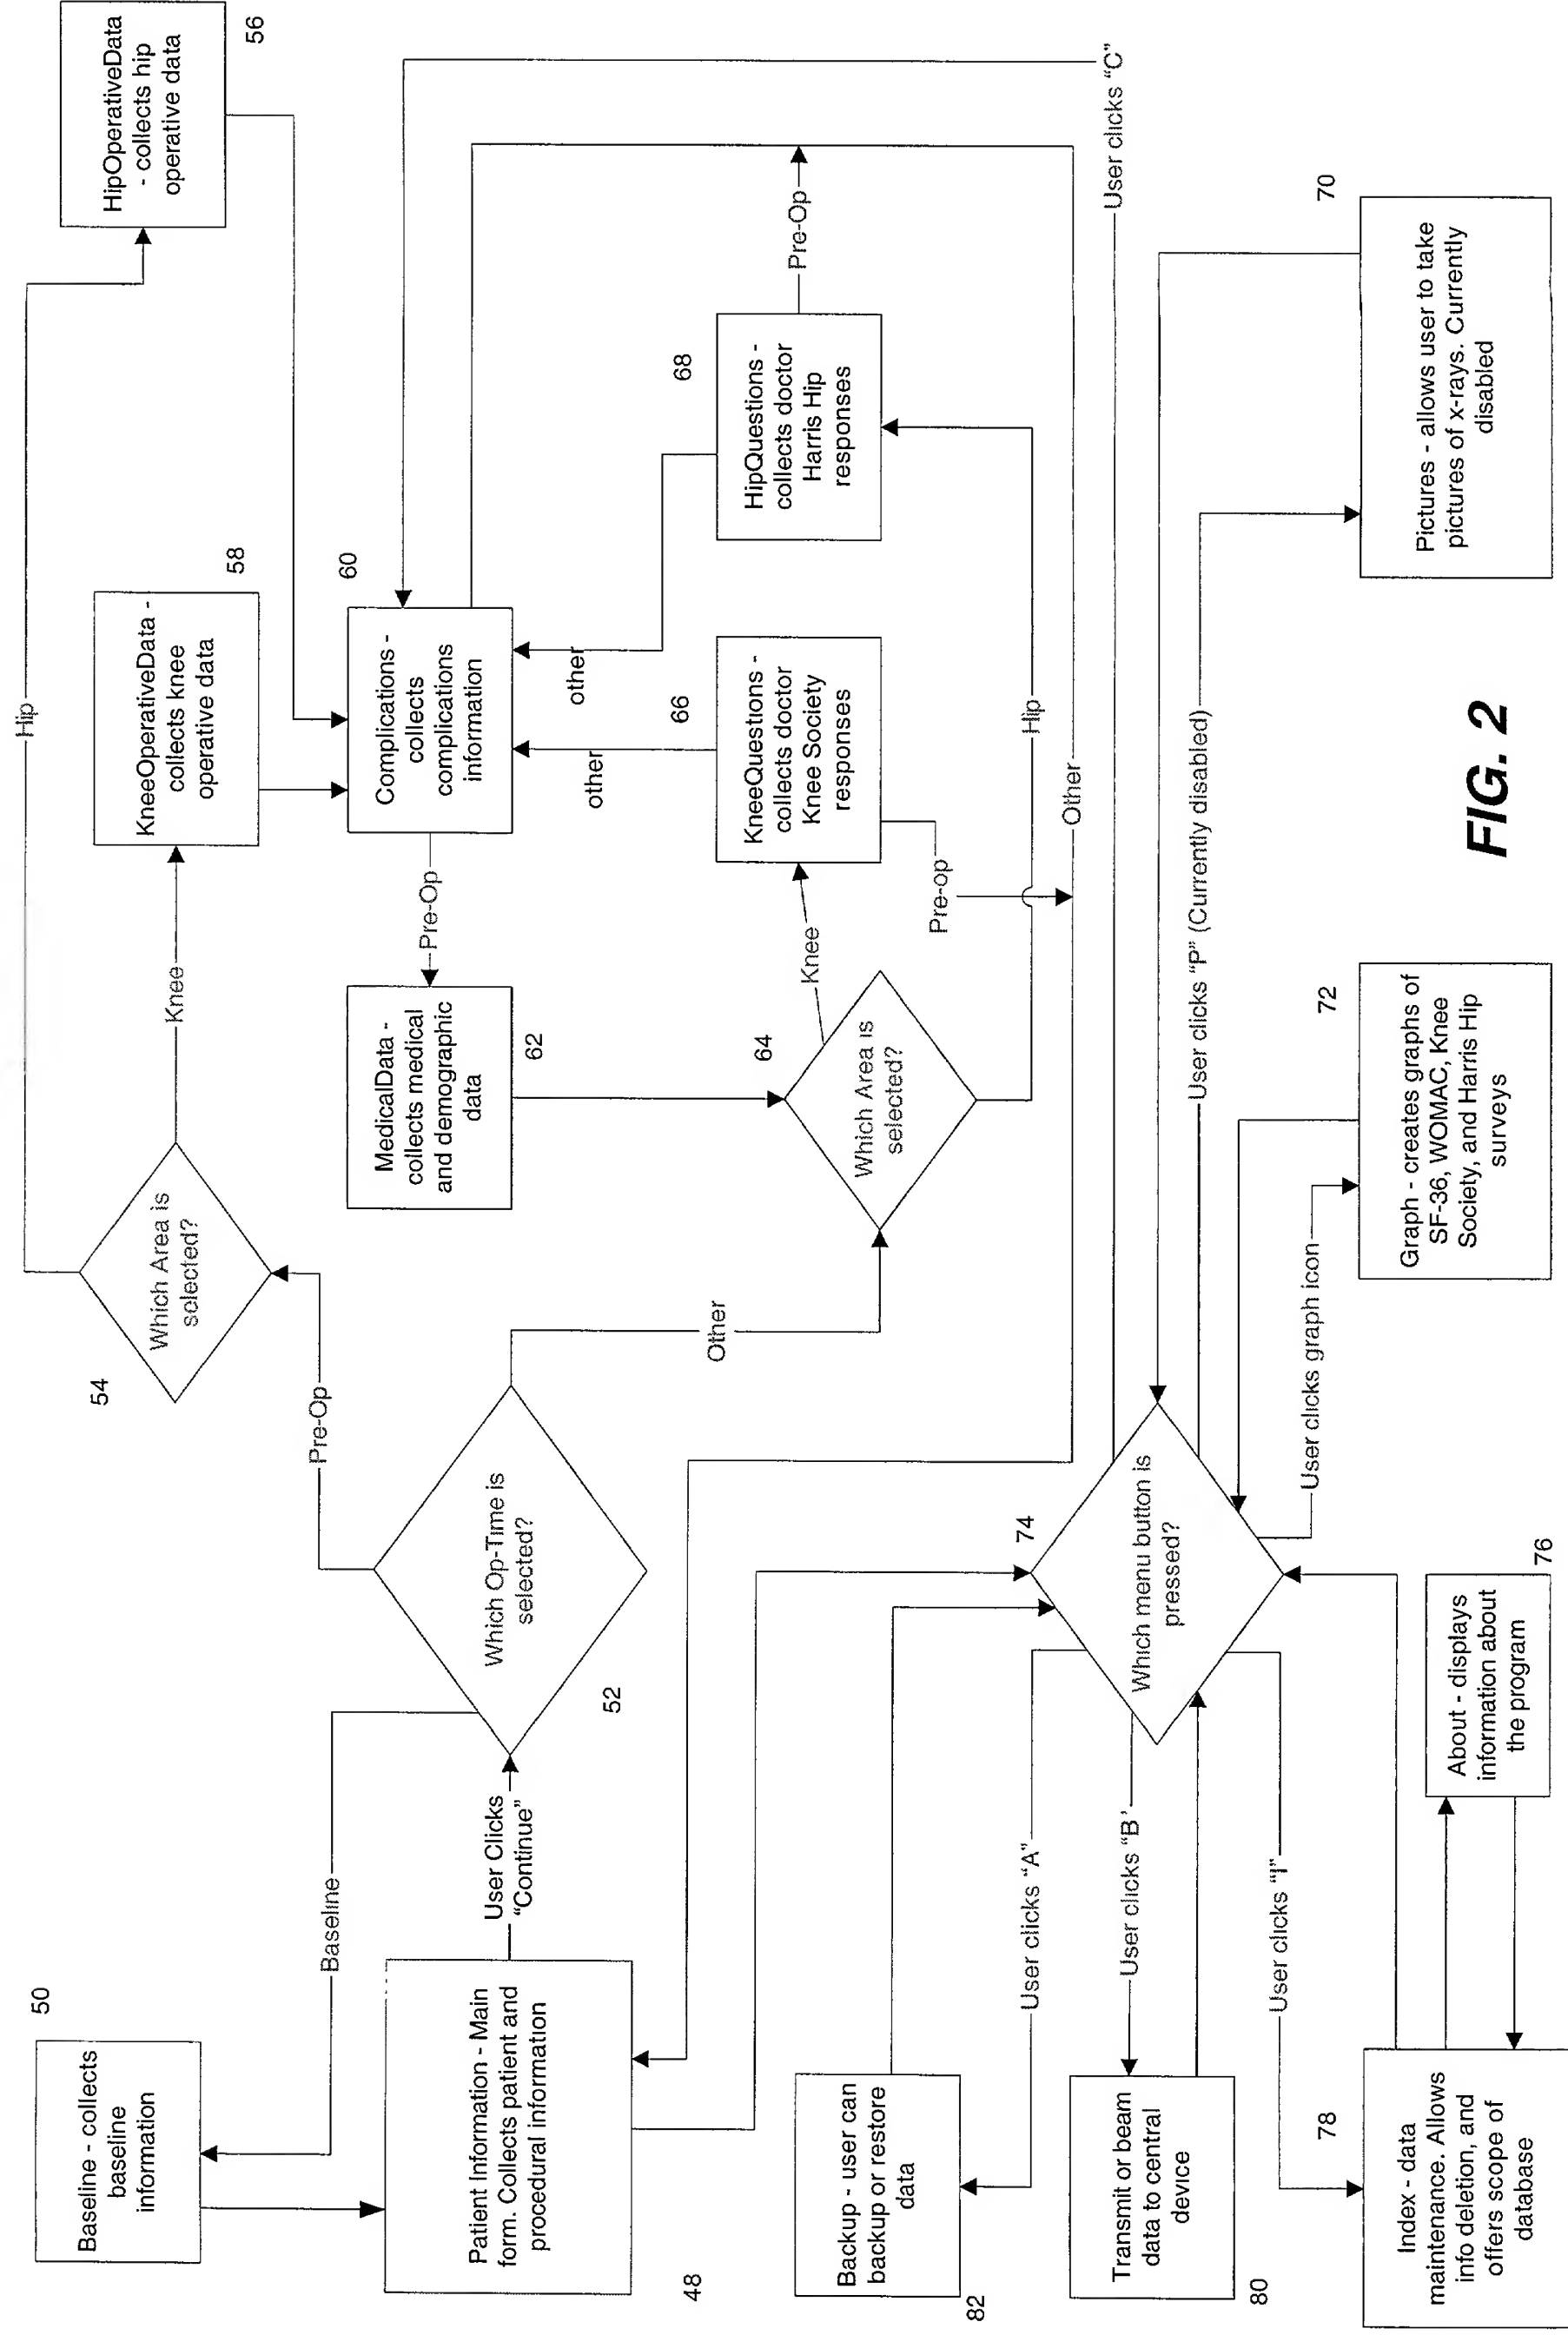 Baseline - collects
baseline
information
50
Baseline
Patient Information - Main
form. Collects patient and
procedural information
48
User Clicks
"Continue"
Which Op-Time is
selected?
52
Pre-Op
Other
Which Area is
selected?
54
Hip
Knee
HipOperativeData
- collects hip
operative data
56
KneeOperativeData -
collects knee
operative data
58
Complications -
collects
complications
information
60
Pre-Op
MedicalData -
collects medical
and demographic
data
62
Which Area is
selected?
64
Knee
Hip
KneeQuestions -
collects doctor
Knee Society
responses
66
other
Pre-op
HipQuestions -
collects doctor
Harris Hip
responses
68
other
Pre-Op
Other
User clicks "C"
Backup - user can
backup or restore
data
82
User clicks "A"
Transmit or beam
data to central
device
80
User clicks "B'
Which menu button is
pressed?
74
User clicks "I"
Index - data
maintenance. Allows
info deletion, and
offers scope of
database
78
About - displays
information about
the program
76
User clicks graph icon
Graph - creates graphs of
SF-36, WOMAC, Knee
Society, and Harris Hip
surveys
72
User clicks "P" (Currently disabled)
Pictures - allows user to take
pictures of x-rays. Currently
disabled
70
FIG. 2